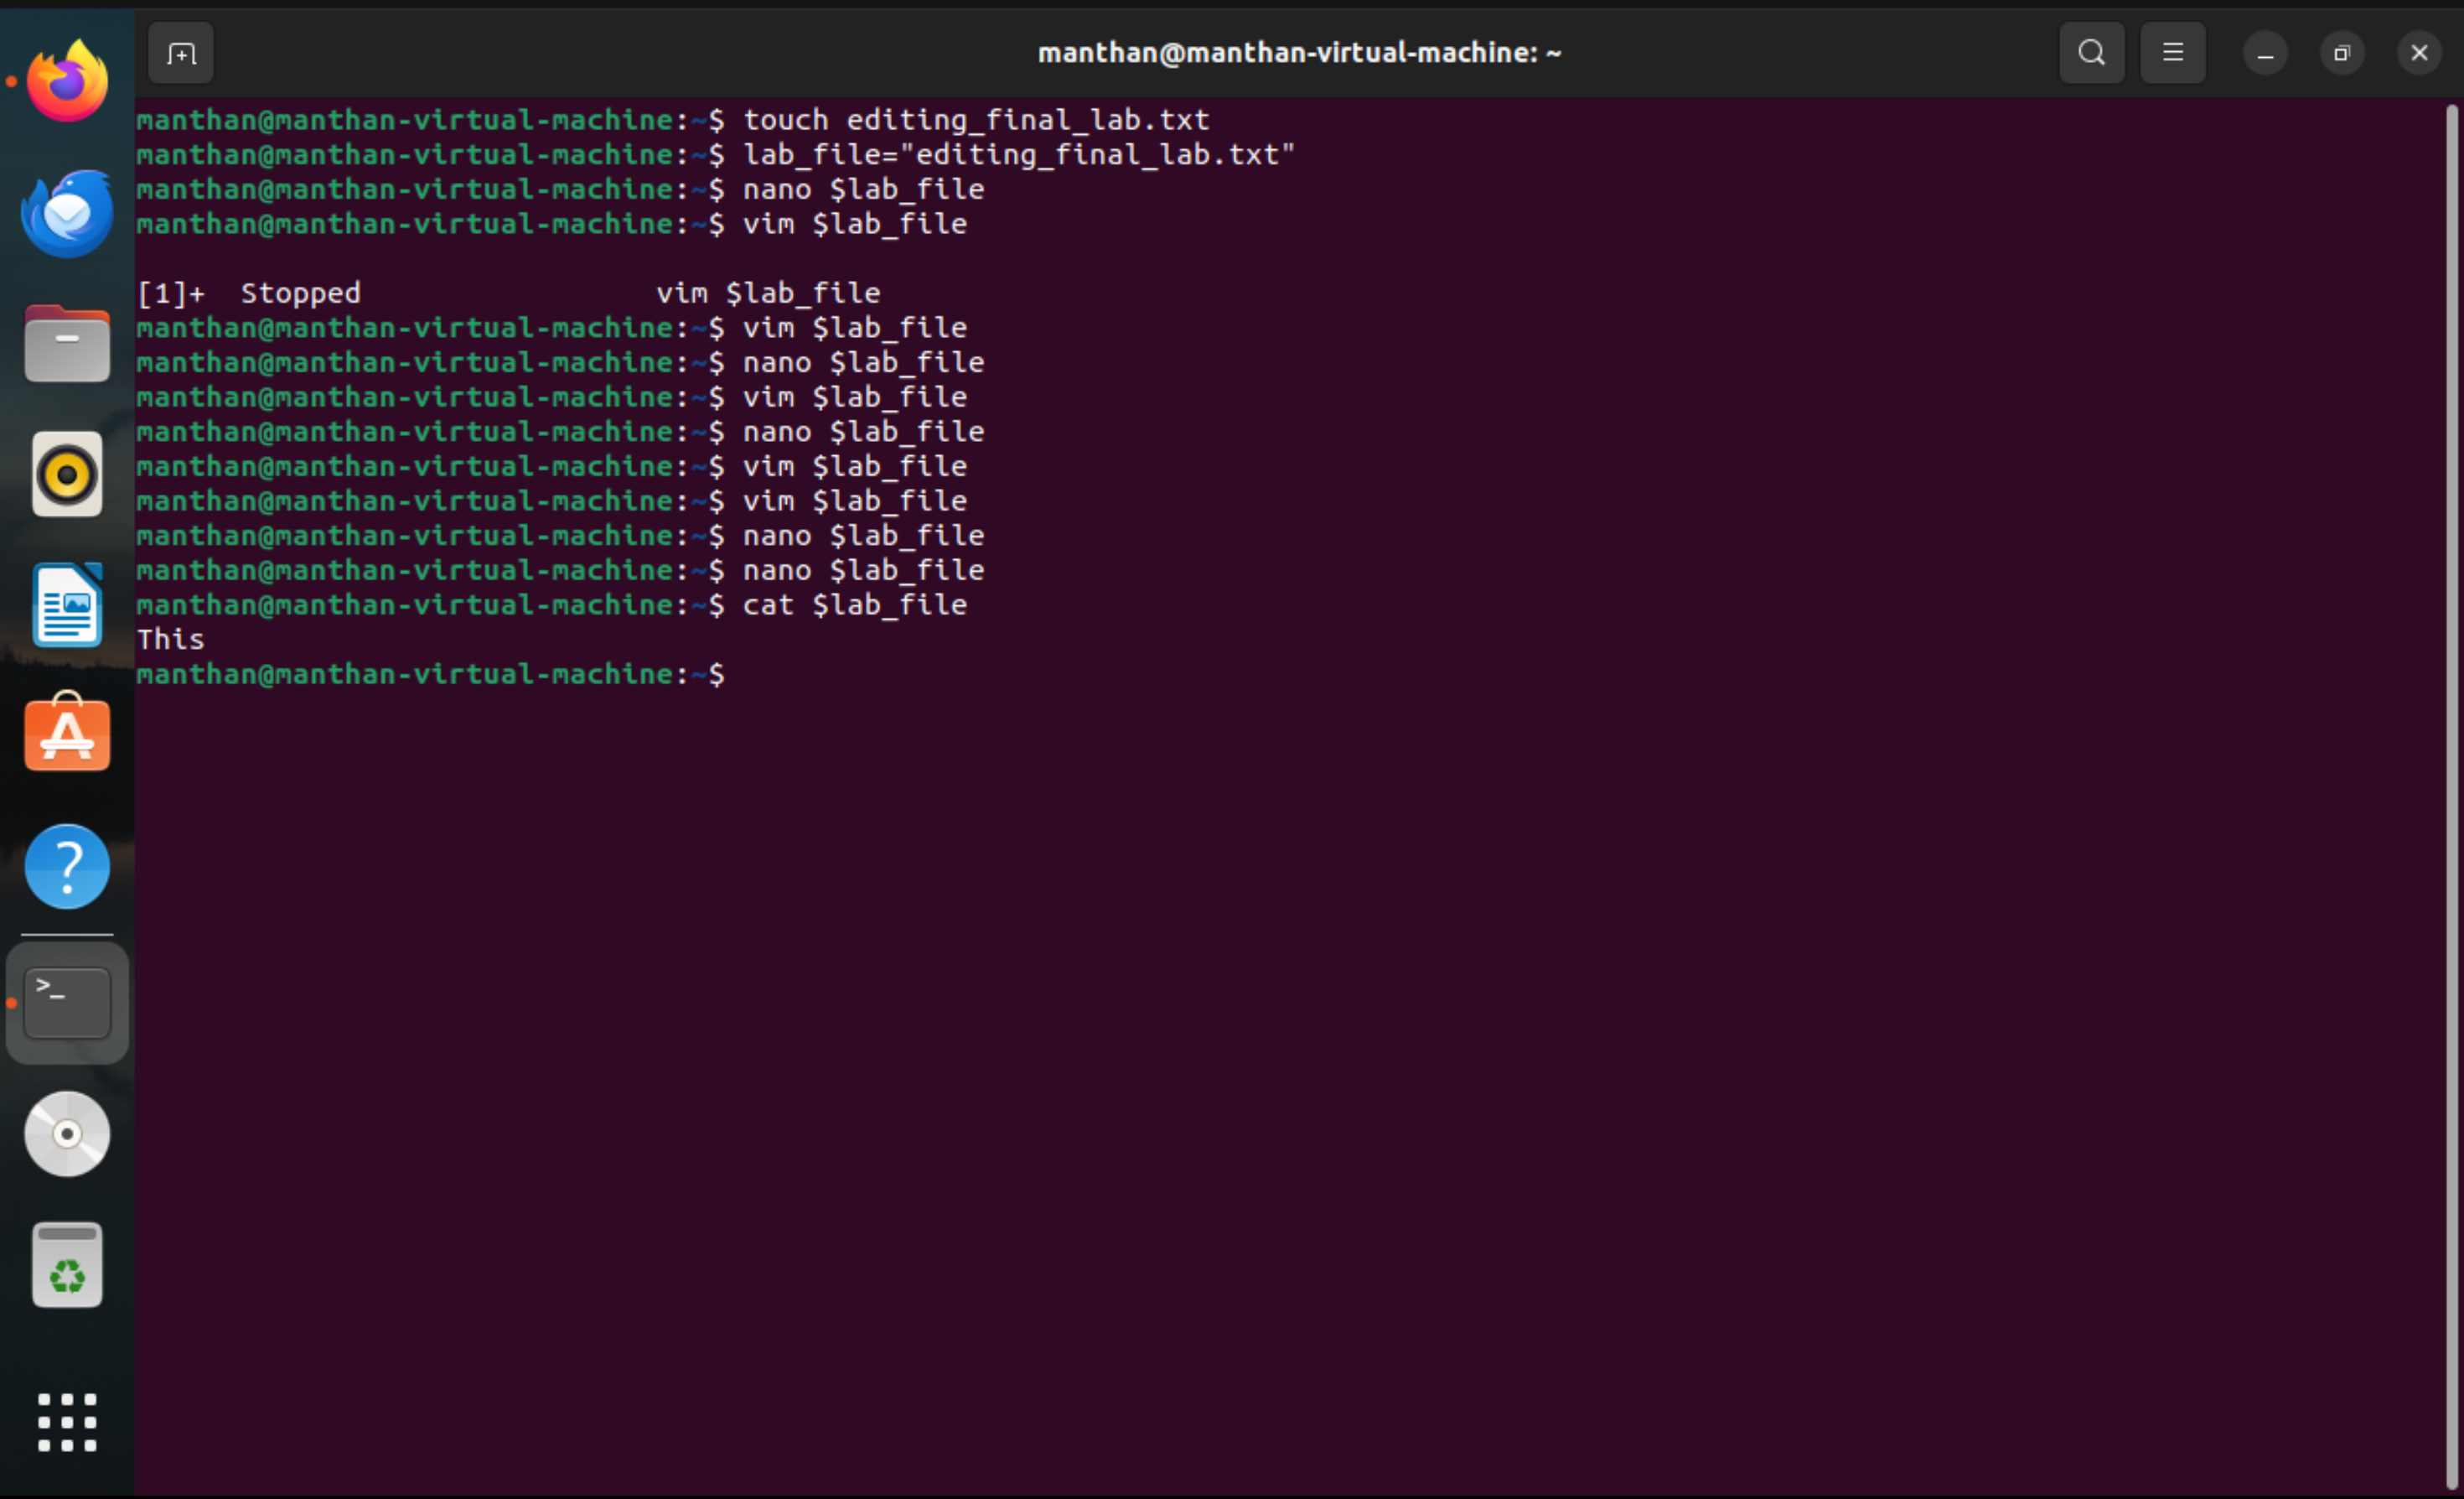 manthan@manthan-virtual-machine: ~
manthan@manthan-virtual-machine:~$ touch editing_final_lab.txt
manthan@manthan-virtual-machine:~$ lab_file="editing_final_lab.txt"
manthan@manthan-virtual-machine:~$ nano $lab_file
manthan@manthan-virtual-machine:~$ vim $lab_file
[1]+  Stopped                 vim $lab_file
manthan@manthan-virtual-machine:~$ vim $lab_file
manthan@manthan-virtual-machine:~$ nano $lab_file
manthan@manthan-virtual-machine:~$ vim $lab_file
manthan@manthan-virtual-machine:~$ nano $lab_file
manthan@manthan-virtual-machine:~$ vim $lab_file
manthan@manthan-virtual-machine:~$ vim $lab_file
manthan@manthan-virtual-machine:~$ nano $lab_file
manthan@manthan-virtual-machine:~$ nano $lab_file
manthan@manthan-virtual-machine:~$ cat $lab_file
This
manthan@manthan-virtual-machine:~$